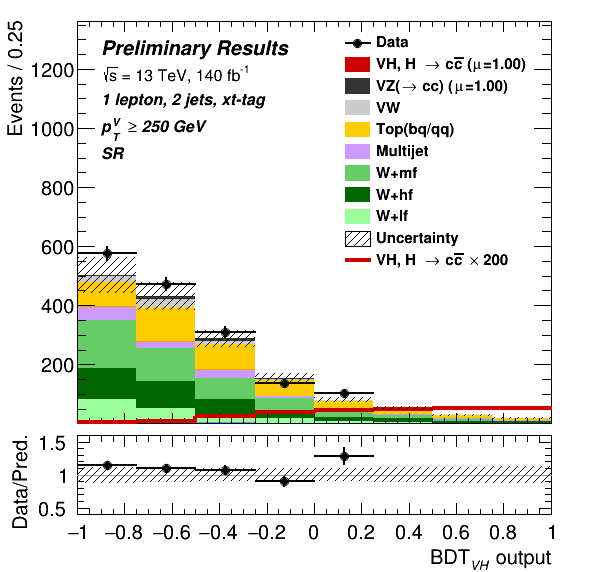 Events / 0.25
1200
1000
800
600
400
200
Preliminary Results
√s = 13 TeV, 140 fb⁻¹
1 lepton, 2 jets, xt-tag
p_T^V ≥ 250 GeV
SR
Data
VH, H → cc̅ (μ=1.00)
VZ(→ cc) (μ=1.00)
VW
Top(bq/qq)
Multijet
W+mf
W+hf
W+lf
Uncertainty
VH, H → cc̅ × 200
Data/Pred.
1.5
1
0.5
−1 −0.8 −0.6 −0.4 −0.2 0 0.2 0.4 0.6 0.8 1
BDT_VH output